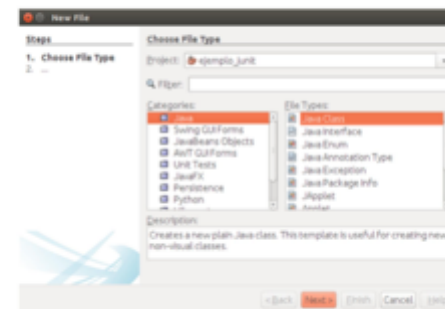 New File
Steps
1. Choose File Type
2. ...
Choose File Type
Project: ejemplo_junit
Filter:
Categories:
Java
Swing GUI Forms
JavaBeans Objects
AWT GUI Forms
Unit Tests
JavaFX
Persistence
Python
File Types:
Java Class
Java Interface
Java Enum
Java Annotation Type
Java Exception
Java Package Info
JApplet
Applet
Description:
Creates a new plain Java class. This template is useful for creating new
non-visual classes.
< Back Next > Finish Cancel Help